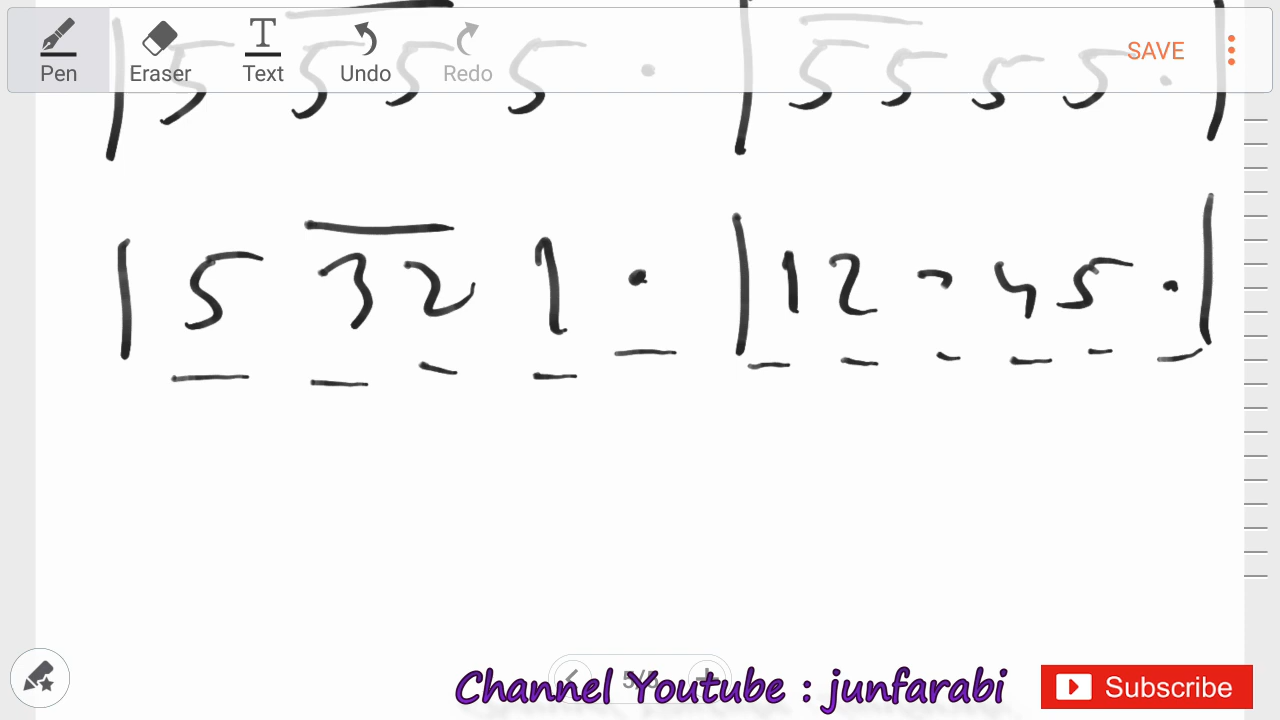 Pen Eraser Text Undo Redo SAVE
| 5 5 5 5 . | 5 5 5 5 . |
| 5 3 2 1 . | 1 2 4 5 . |
5/5
Channel Youtube : junfarabi Subscribe